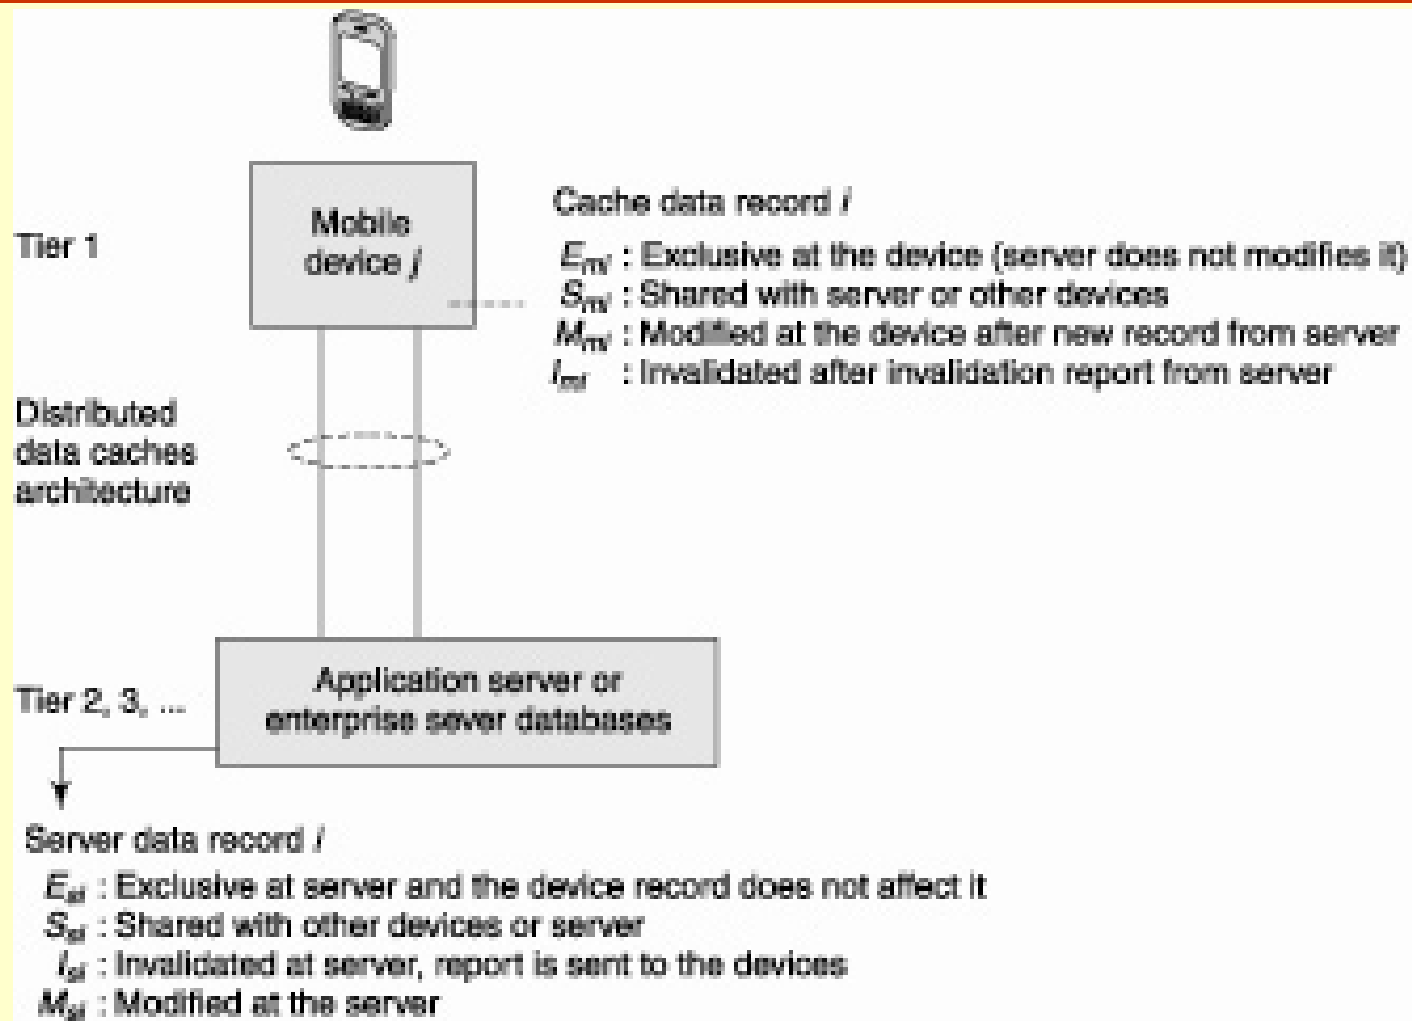 Tier 1
Mobile
device j
Cache data record i
Emi : Exclusive at the device (server does not modifies it)
Smi : Shared with server or other devices
Mmi : Modified at the device after new record from server
Imi : Invalidated after invalidation report from server
Distributed
data caches
architecture
Tier 2, 3, ...
Application server or
enterprise sever databases
Server data record i
Esi : Exclusive at server and the device record does not affect it
Ssi : Shared with other devices or server
Isi : Invalidated at server, report is sent to the devices
Msi : Modified at the server